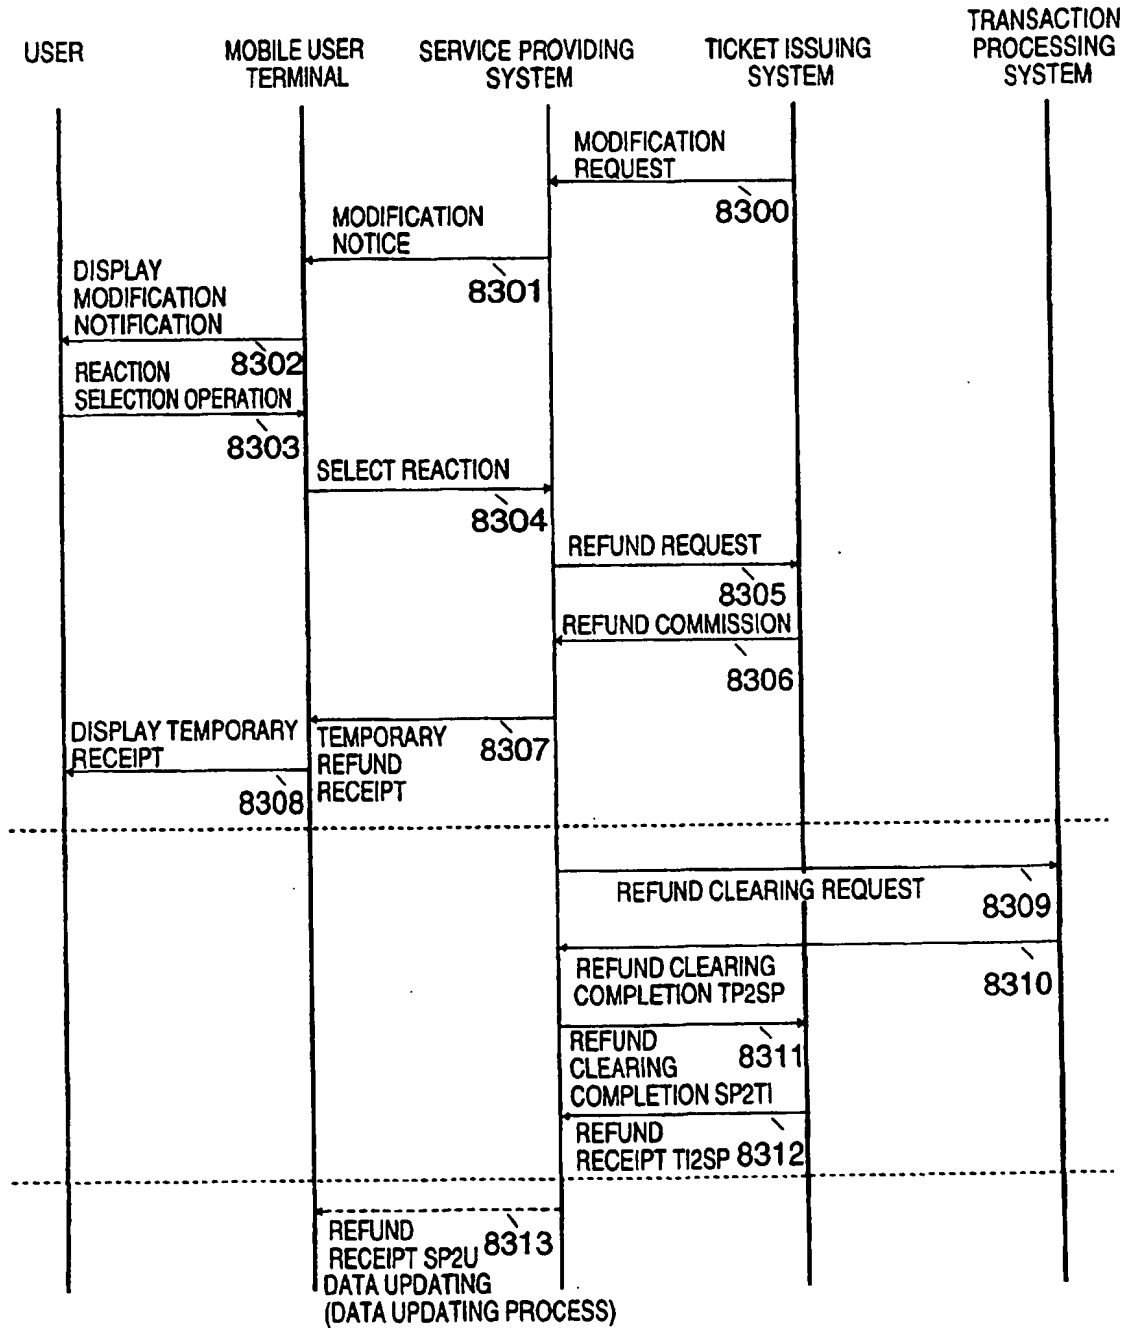 USER
MOBILE USER
TERMINAL
SERVICE PROVIDING
SYSTEM
TICKET ISSUING
SYSTEM
TRANSACTION
PROCESSING
SYSTEM
MODIFICATION
REQUEST
8300
MODIFICATION
NOTICE
8301
DISPLAY
MODIFICATION
NOTIFICATION
8302
REACTION
SELECTION OPERATION
8303
SELECT REACTION
8304
REFUND REQUEST
8305
REFUND COMMISSION
8306
TEMPORARY
REFUND
RECEIPT
8307
DISPLAY TEMPORARY
RECEIPT
8308
REFUND CLEARING REQUEST
8309
REFUND CLEARING
COMPLETION TP2SP
8310
REFUND
CLEARING
COMPLETION SP2TI
8311
REFUND
RECEIPT TI2SP
8312
REFUND
RECEIPT SP2U
8313
DATA UPDATING
(DATA UPDATING PROCESS)